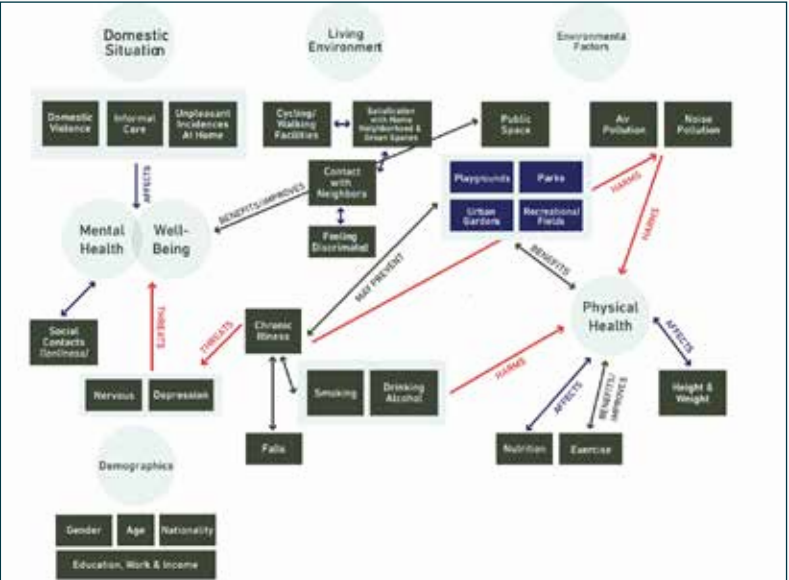 Domestic
Situation
Living
Environment
Environmental
Factors
Domestic
Violence
Informal
Care
Unpleasant
Incidences
At Home
Cycling/
Walking
Facilities
Satisfication
with Home
Neighborhood &
Green Spaces
Public
Space
Air
Pollution
Noise
Pollution
AFFECTS
Contact
with
Neighbors
Playgrounds
Parks
Urban
Gardens
Recreational
Fields
HARMS
HARMS
BENEFITS/IMPROVES
Feeling
Discriminated
Mental
Health
Well-
Being
MAY PREVENT
BENEFITS
Physical
Health
Social
Contacts
THREATS
THREATS
Chronic
Illness
HARMS
AFFECTS
Nervous
Depression
Smoking
Drinking
Alcohol
Height &
Weight
AFFECTS
BENEFITS/
IMPROVES
Falls
Nutrition
Exercise
Demographics
Gender
Age
Nationality
Education, Work & Income